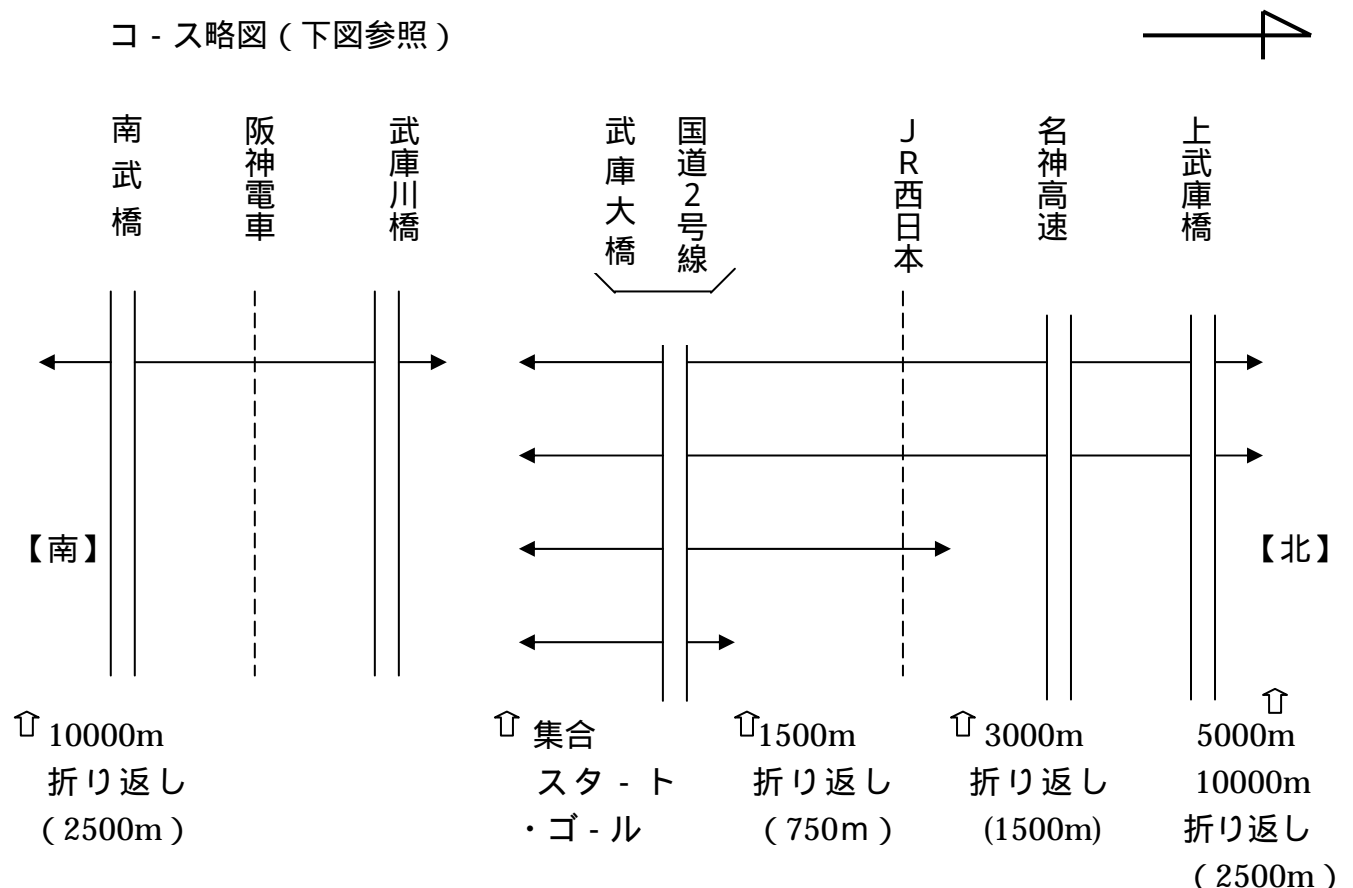 コ - ス略図 ( 下図参照 )
南武橋
阪神電車
武庫川橋
武庫大橋
国道2号線
JR西日本
名神高速
上武庫橋
【南】
【北】
10000m
折り返し
( 2500m )
集合
スタ - ト
・ゴ - ル
1500m
折り返し
( 750m )
3000m
折り返し
(1500m)
5000m
10000m
折り返し
( 2500m )